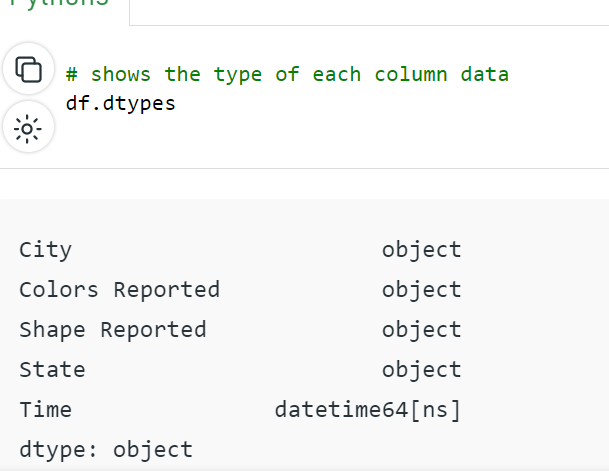 Python3
# shows the type of each column data
df.dtypes
City object
Colors Reported object
Shape Reported object
State object
Time datetime64[ns]
dtype: object